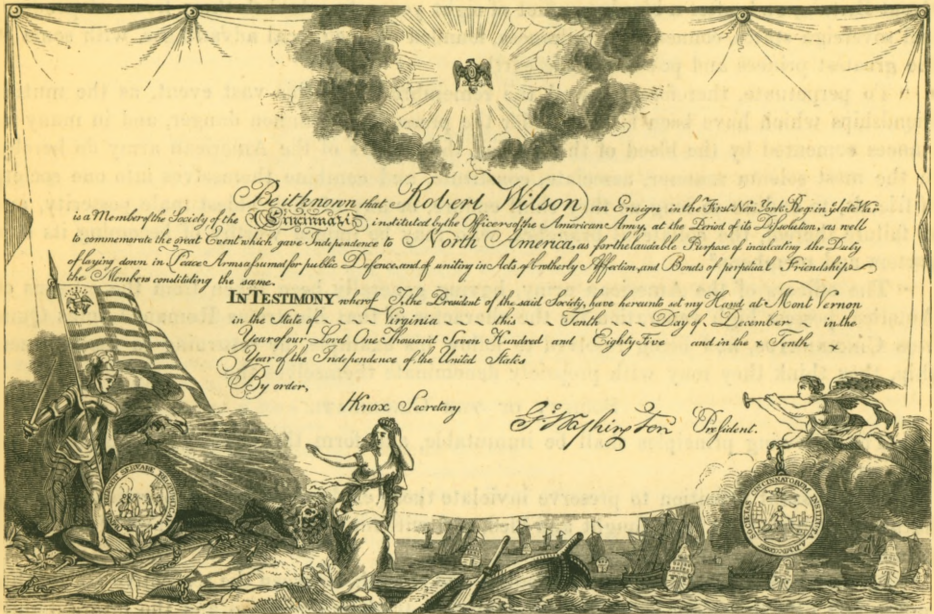 Be it known that Robert Wilson an Ensign in the First New York Reg. in y late War
is a Member of the Society of the Cincinnati, instituted by the Officers of the American Army, at the Period of its Dissolution, as well
to commemorate the great Event which gave Independence to North America, as for the laudable Purpose of inculcating the Duty
of laying down in Peace Arms assumed for public Defence, and of uniting in Acts of brotherly Affection, and Bonds of perpetual Friendship
the Members constituting the same.
IN TESTIMONY whereof I, the President of the said Society, have hereunto set my Hand at Mont Vernon
in the State of Virginia this Tenth Day of December in the
Year of our Lord One Thousand Seven Hundred and Eighty Five and in the Tenth
Year of the Independence of the United States
By order,
HKnox Secretary
Go Washington President.